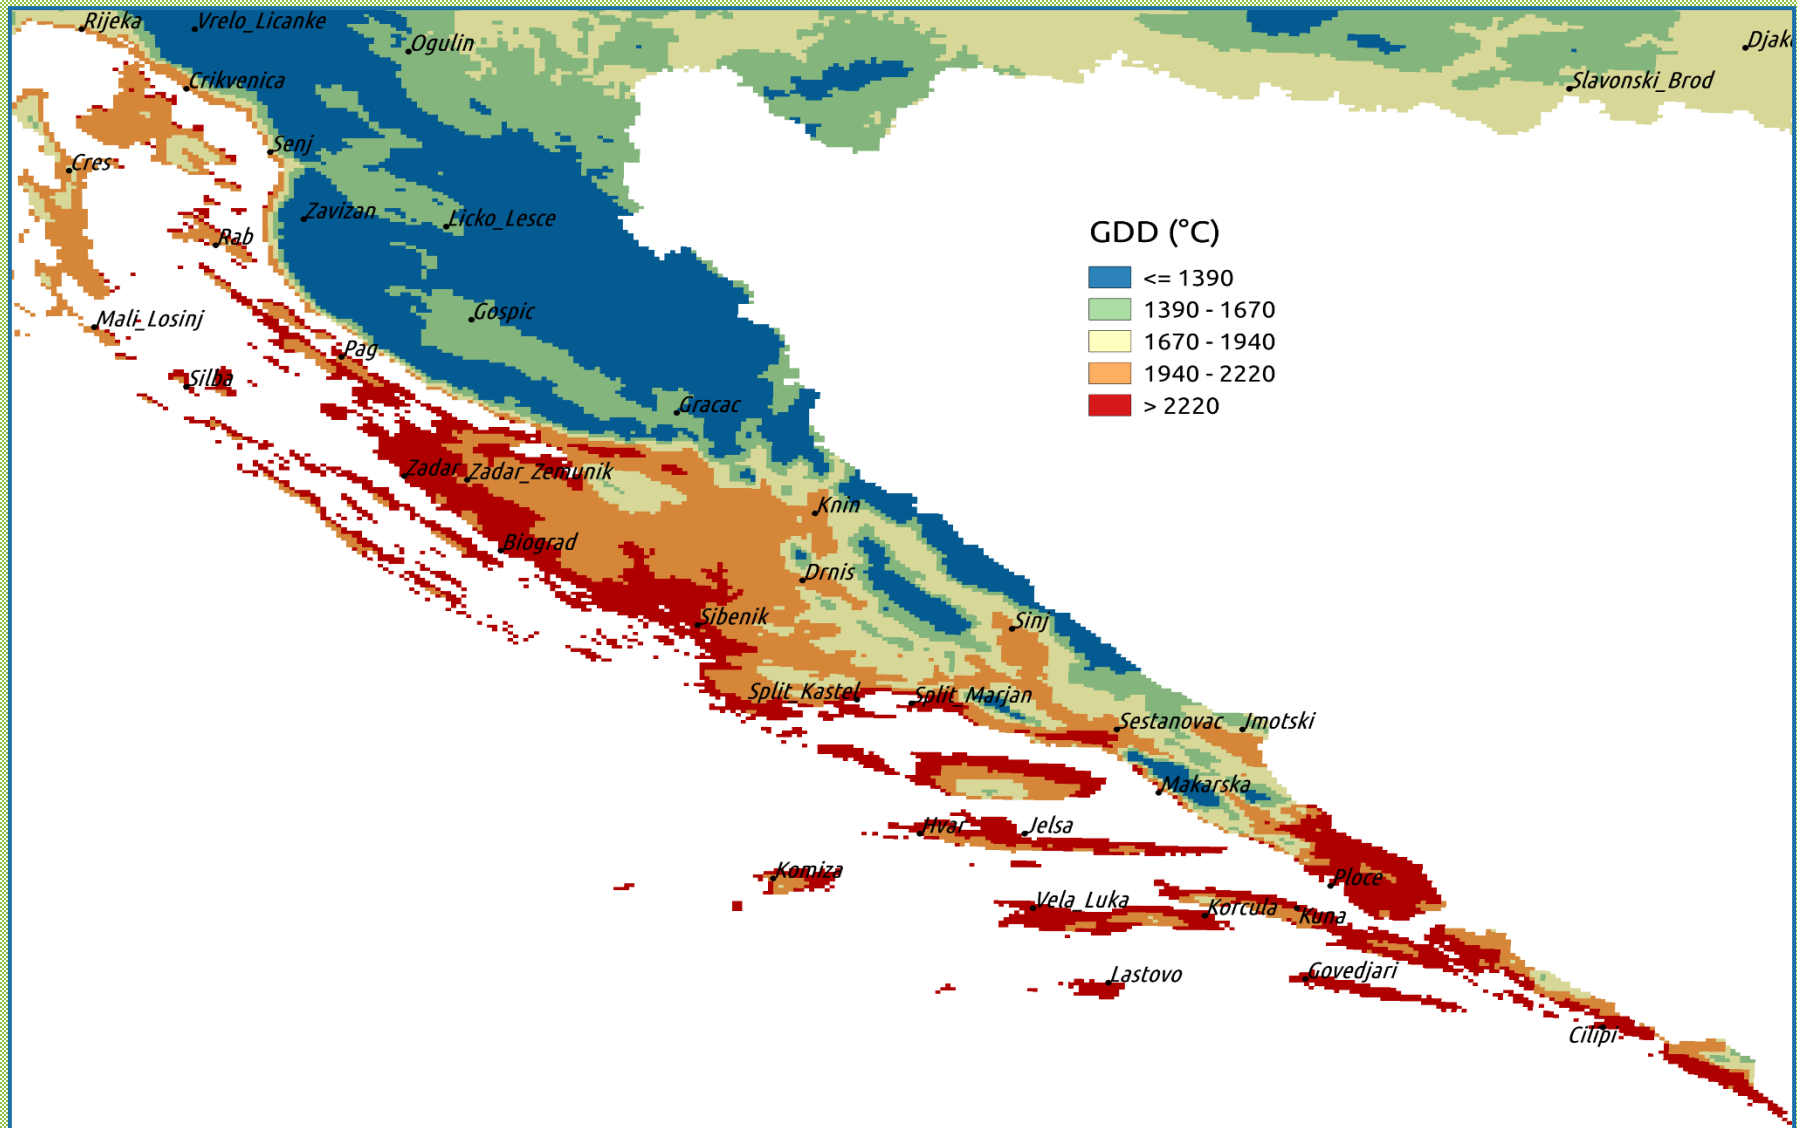 Rijeka
Vrelo_Licanke
Ogulin
Djak
Crikvenica
Slavonski_Brod
Senj
Cres
Zavizan
Licko_Lesce
Rab
GDD (°C)
<= 1390
1390 - 1670
1670 - 1940
1940 - 2220
> 2220
Mali_Losinj
Gospic
Pag
Silba
Gracac
Zadar
Zadar_Zemunik
Knin
Biograd
Drnis
Sibenik
Sinj
Split_Kastel
Split_Marjan
Sestanovac
Imotski
Makarska
Hvar
Jelsa
Komiza
Ploce
Vela_Luka
Korcula
Kuna
Lastovo
Govedjari
Cilipi